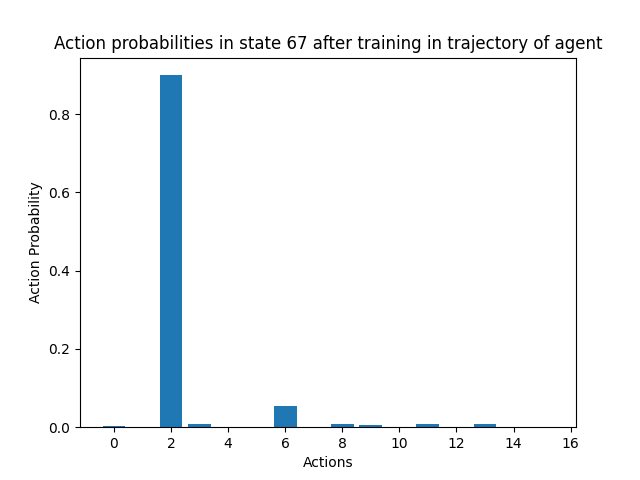 Action probabilities in state 67 after training in trajectory of agent
Action Probability
0.8
0.6
0.4
0.2
0.0
0 2 4 6 8 10 12 14 16
Actions